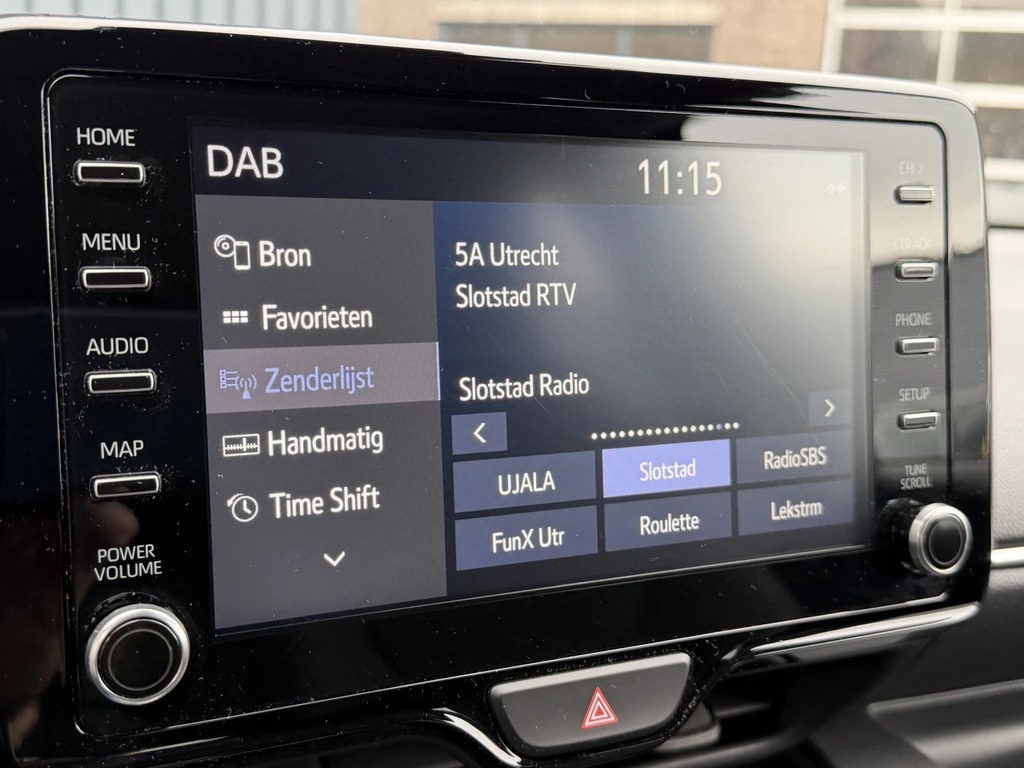 HOME
MENU
AUDIO
MAP
POWER
VOLUME
DAB
11:15
Bron
Favorieten
Zenderlijst
Handmatig
Time Shift
5A Utrecht
Slotstad RTV
Slotstad Radio
<
>
UJALA
Slotstad
RadioSBS
FunX Utr
Roulette
Lekstrm
CH>
<TRACK
PHONE
SETUP
TUNE
SCROLL